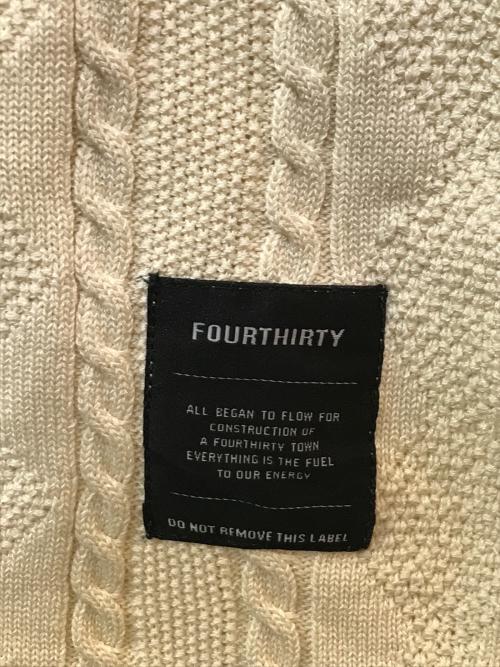 FOURTHIRTY
ALL BEGAN TO FLOW FOR
CONSTRUCTION OF
A FOURTHIRTY TOWN
EVERYTHING IS THE FUEL
TO OUR ENERGY
DO NOT REMOVE THIS LABEL